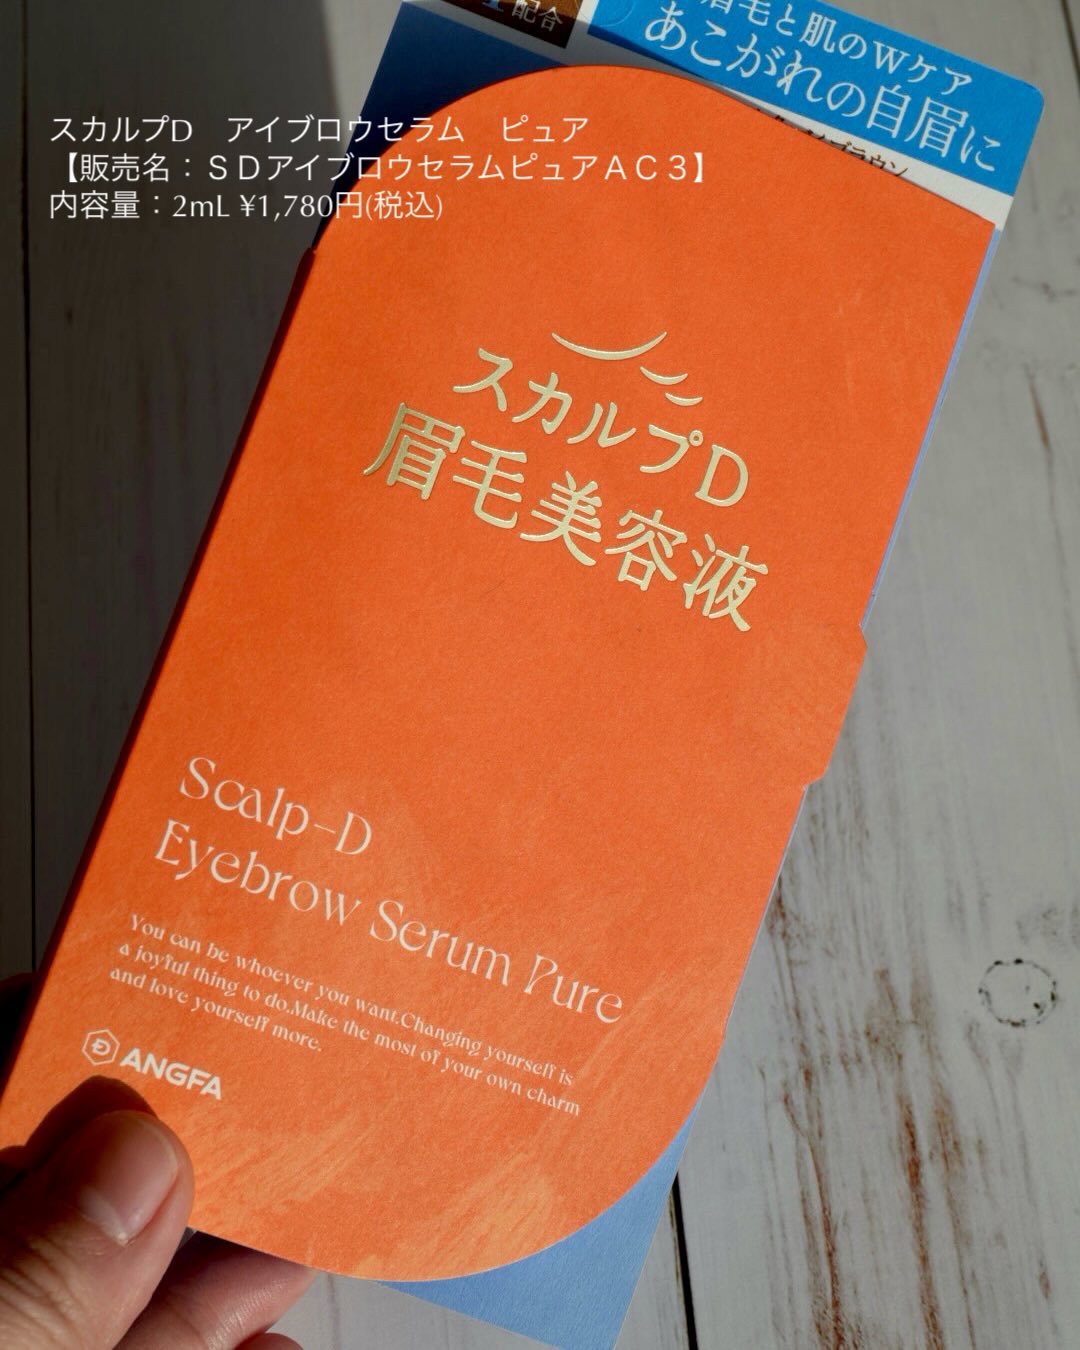 配合
眉毛と肌のWケア
あこがれの自眉に
スカルプD　アイブロウセラム　ピュア
【販売名：ＳＤアイブロウセラムピュアＡＣ３】
内容量：2mL ¥1,780円(税込)
スカルプD
眉毛美容液
Scalp-D
Eyebrow Serum Pure
You can be whoever you want.Changing yourself is
a joyful thing to do.Make the most of your own charm
and love yourself more.
ANGFA